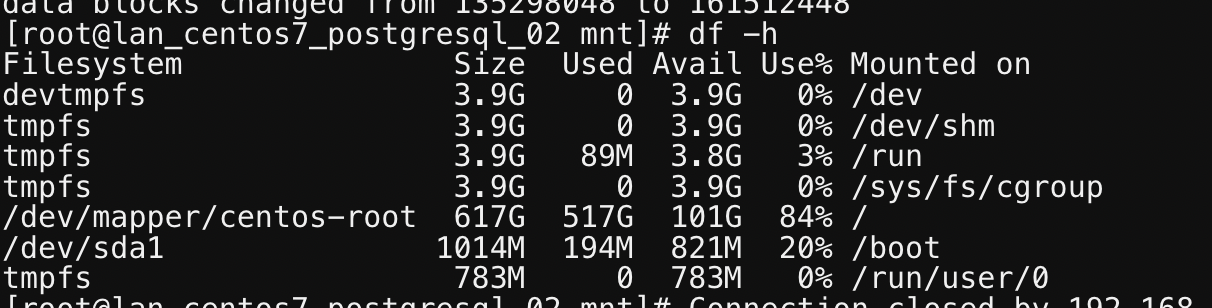 data blocks changed from 135298048 to 161512448
[root@lan_centos7_postgresql_02 mnt]# df -h
Filesystem Size Used Avail Use% Mounted on
devtmpfs 3.9G 0 3.9G 0% /dev
tmpfs 3.9G 0 3.9G 0% /dev/shm
tmpfs 3.9G 89M 3.8G 3% /run
tmpfs 3.9G 0 3.9G 0% /sys/fs/cgroup
/dev/mapper/centos-root 617G 517G 101G 84% /
/dev/sda1 1014M 194M 821M 20% /boot
tmpfs 783M 0 783M 0% /run/user/0
[root@lan_centos7_postgresql_02 mnt]# Connection closed by 192.168.